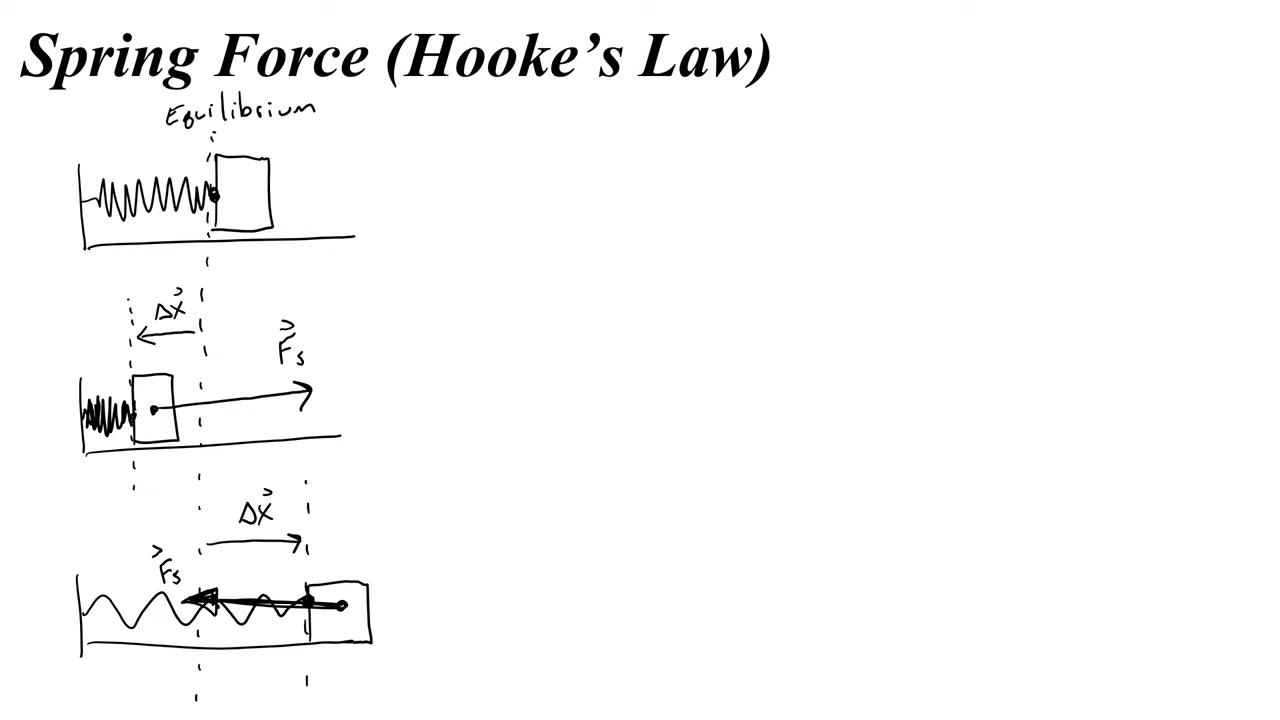 Spring Force (Hooke's Law)
Equilibrium
Δx⃗
F⃗s
Δx⃗
F⃗s